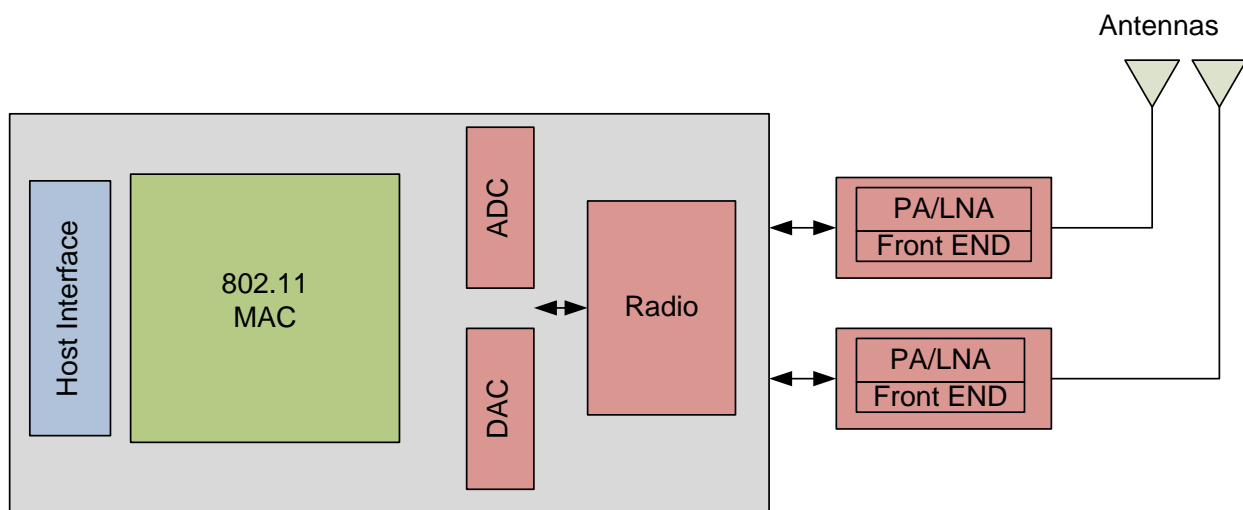 Antennas
Host Interface
802.11
MAC
ADC
DAC
Radio
PA/LNA
Front END
PA/LNA
Front END